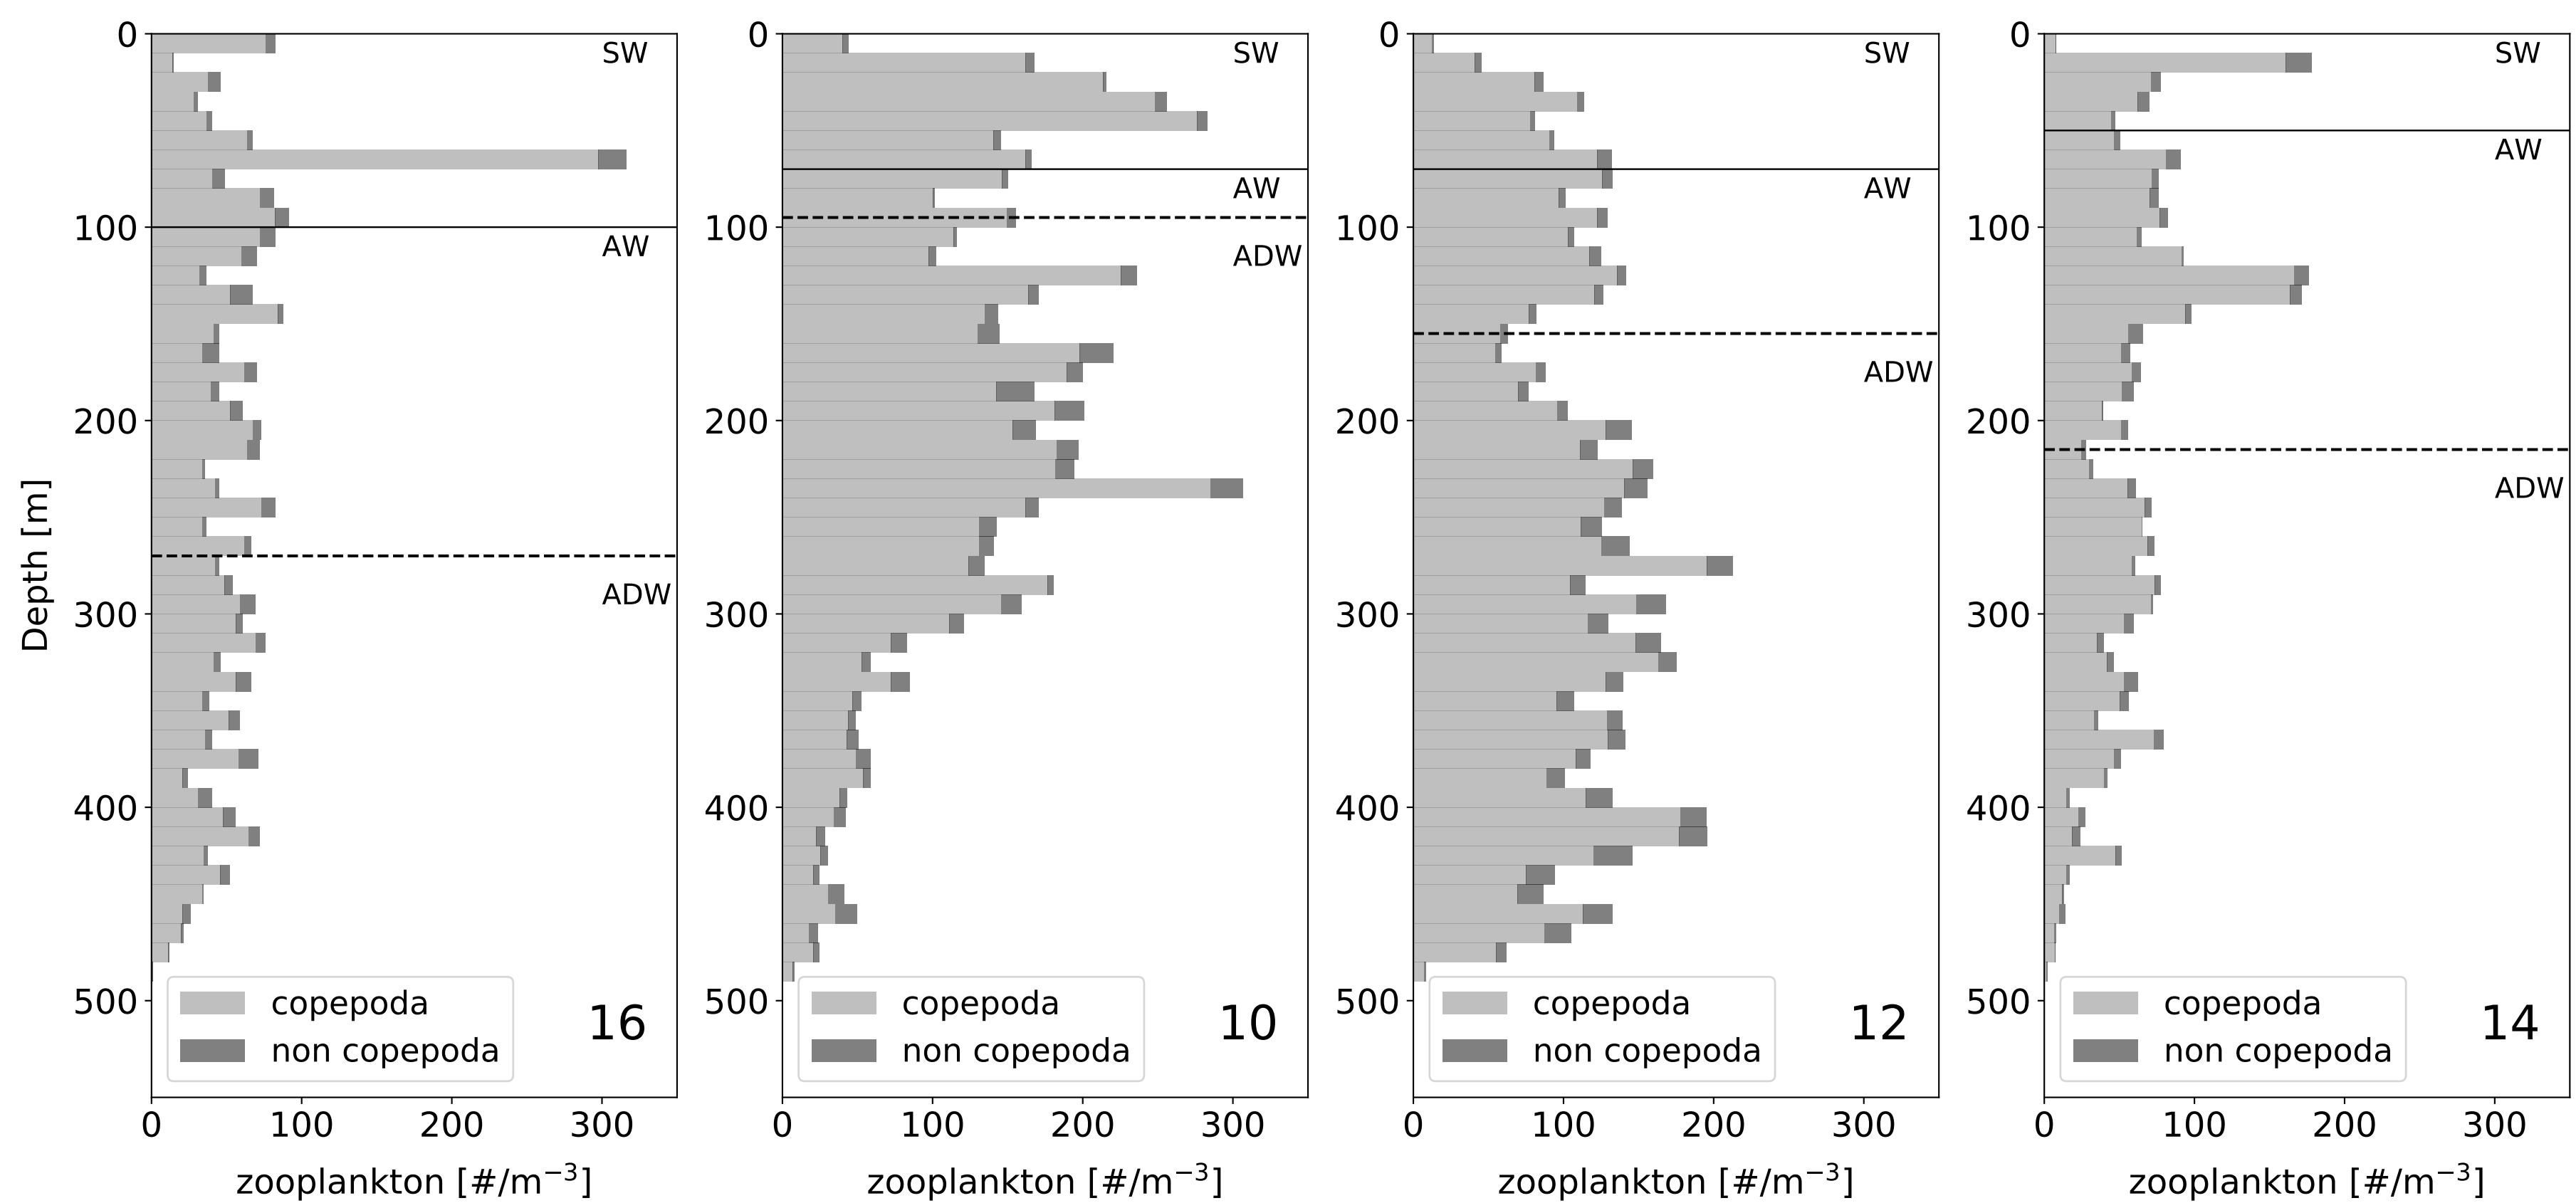 Depth [m]
0
100
200
300
400
500
SW
AW
ADW
copepoda
non copepoda
16
0 100 200 300
zooplankton [#/m⁻³]
0
100
200
300
400
500
SW
AW
ADW
copepoda
non copepoda
10
0 100 200 300
zooplankton [#/m⁻³]
0
100
200
300
400
500
SW
AW
ADW
copepoda
non copepoda
12
0 100 200 300
zooplankton [#/m⁻³]
0
100
200
300
400
500
SW
AW
ADW
copepoda
non copepoda
14
0 100 200 300
zooplankton [#/m⁻³]